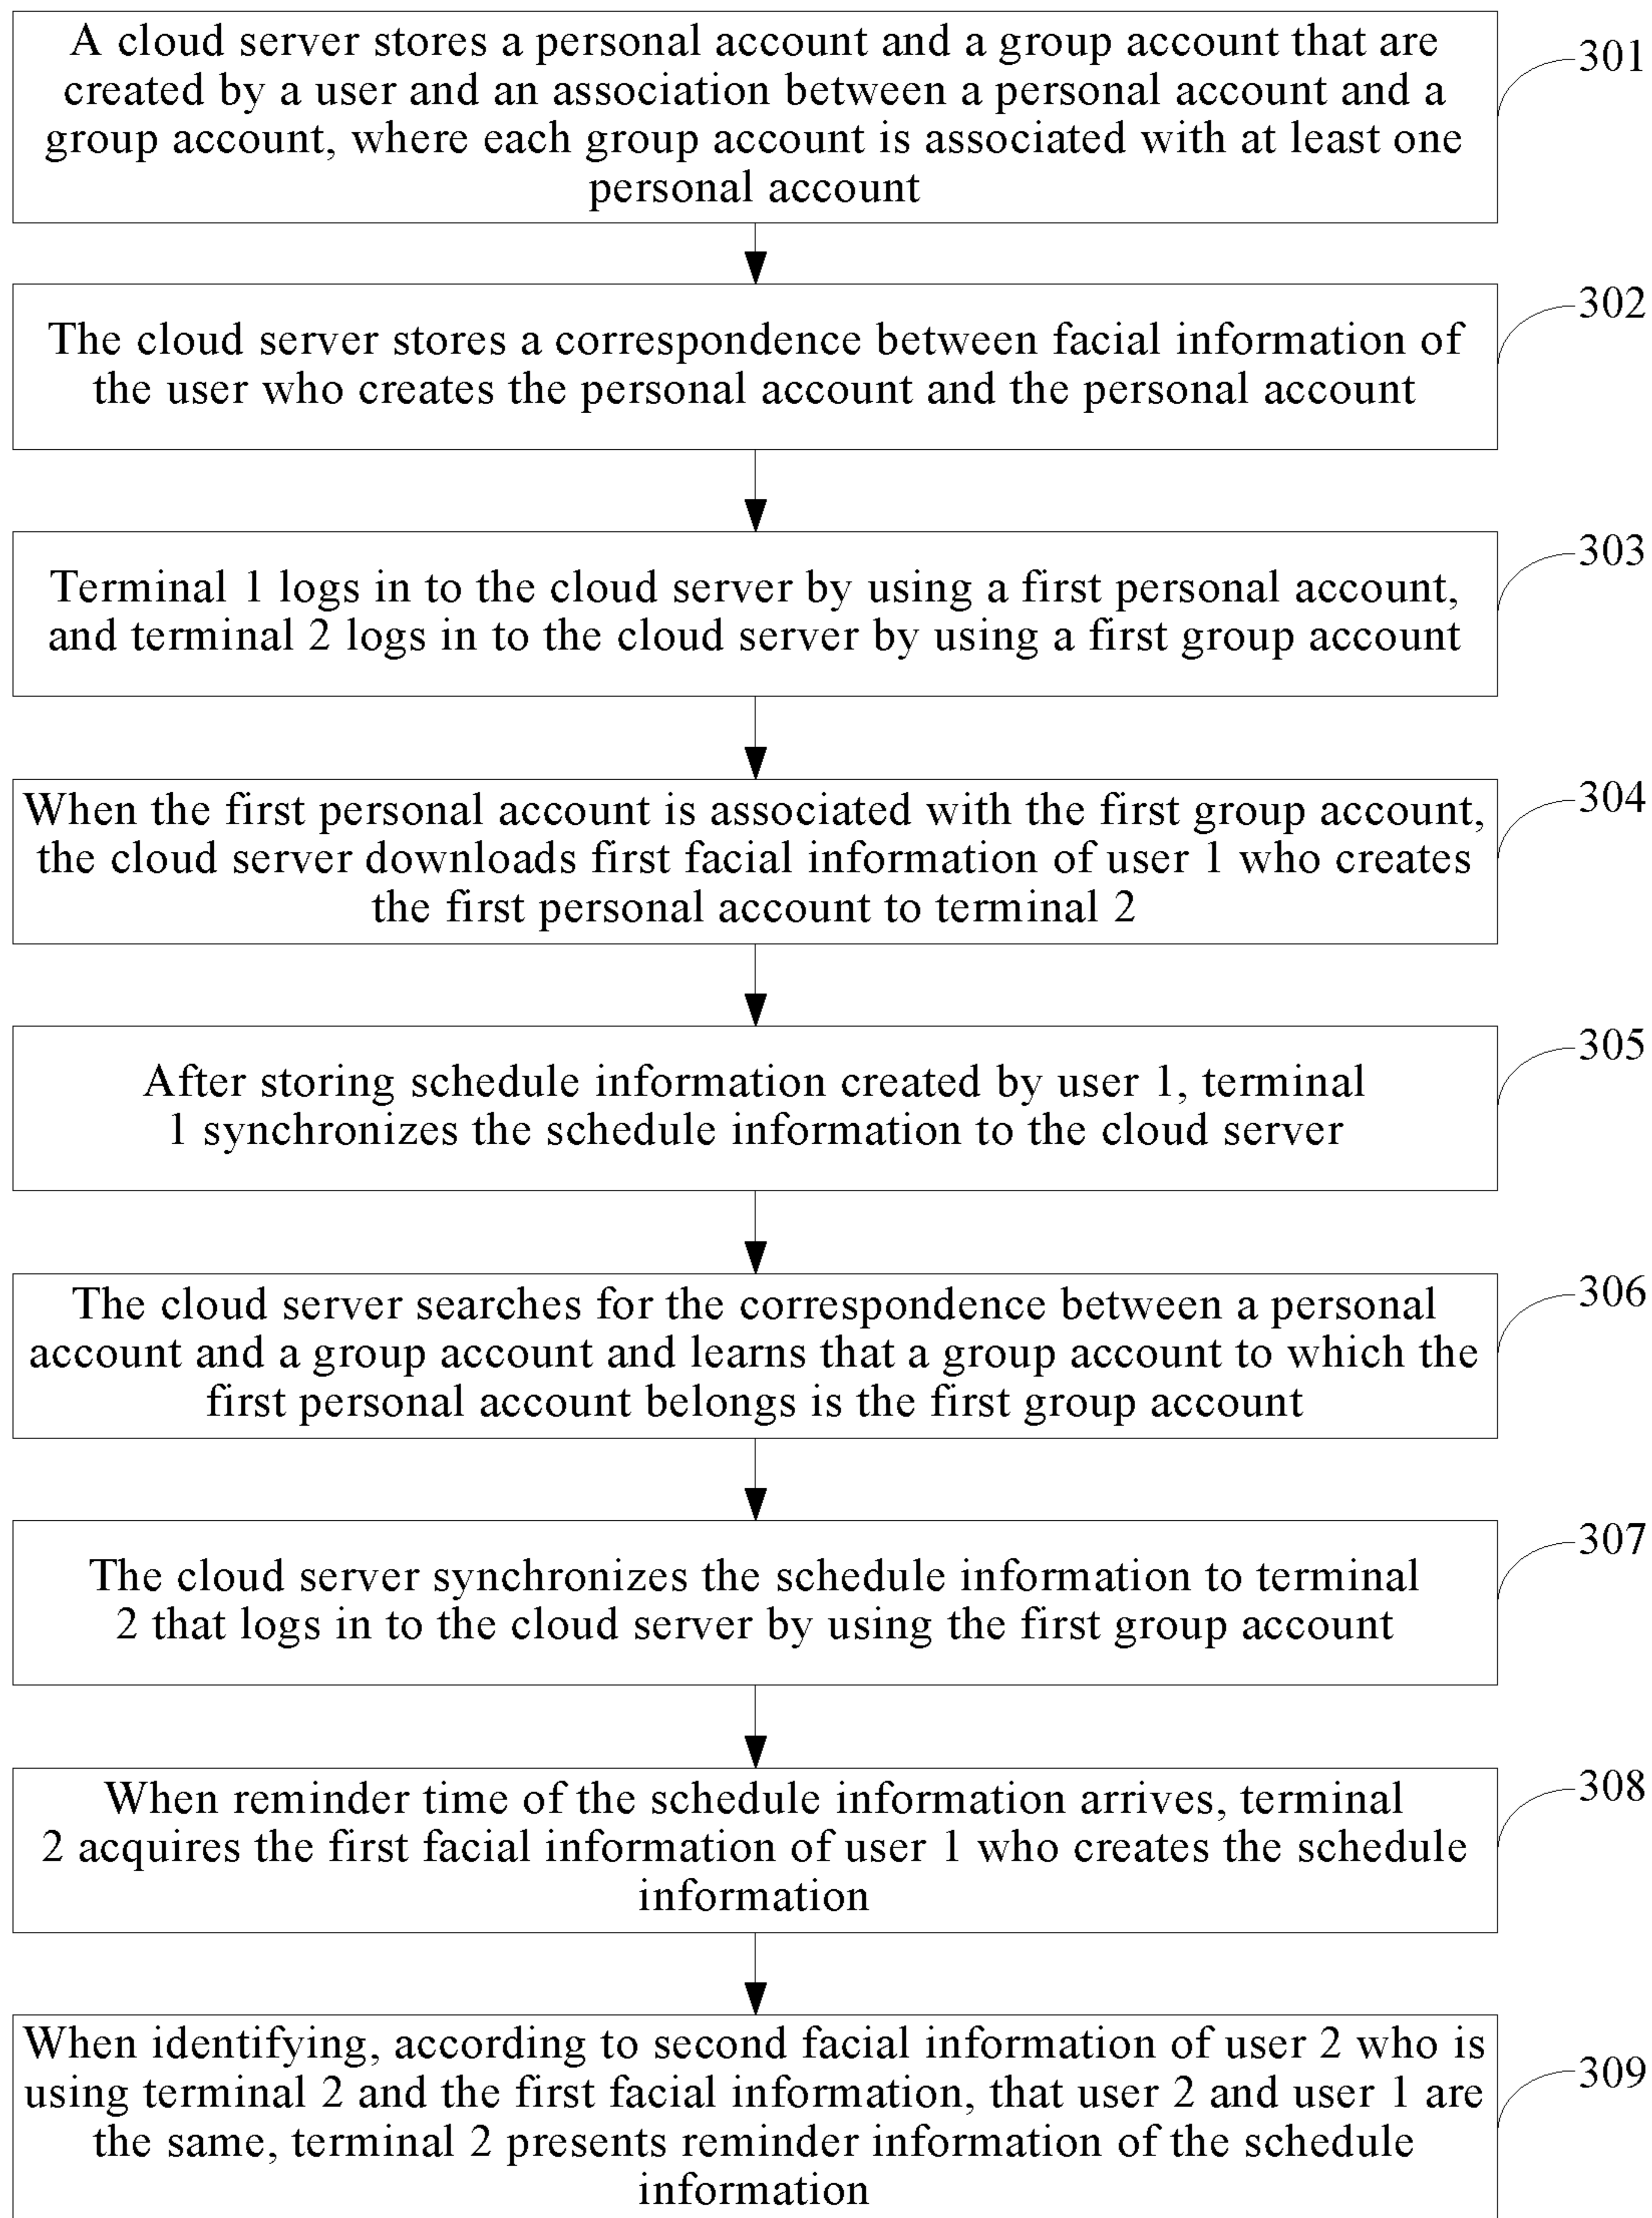 A cloud server stores a personal account and a group account that are
created by a user and an association between a personal account and a
group account, where each group account is associated with at least one
personal account
301
The cloud server stores a correspondence between facial information of
the user who creates the personal account and the personal account
302
Terminal 1 logs in to the cloud server by using a first personal account,
and terminal 2 logs in to the cloud server by using a first group account
303
When the first personal account is associated with the first group account,
the cloud server downloads first facial information of user 1 who creates
the first personal account to terminal 2
304
After storing schedule information created by user 1, terminal
1 synchronizes the schedule information to the cloud server
305
The cloud server searches for the correspondence between a personal
account and a group account and learns that a group account to which the
first personal account belongs is the first group account
306
The cloud server synchronizes the schedule information to terminal
2 that logs in to the cloud server by using the first group account
307
When reminder time of the schedule information arrives, terminal
2 acquires the first facial information of user 1 who creates the schedule
information
308
When identifying, according to second facial information of user 2 who is
using terminal 2 and the first facial information, that user 2 and user 1 are
the same, terminal 2 presents reminder information of the schedule
information
309